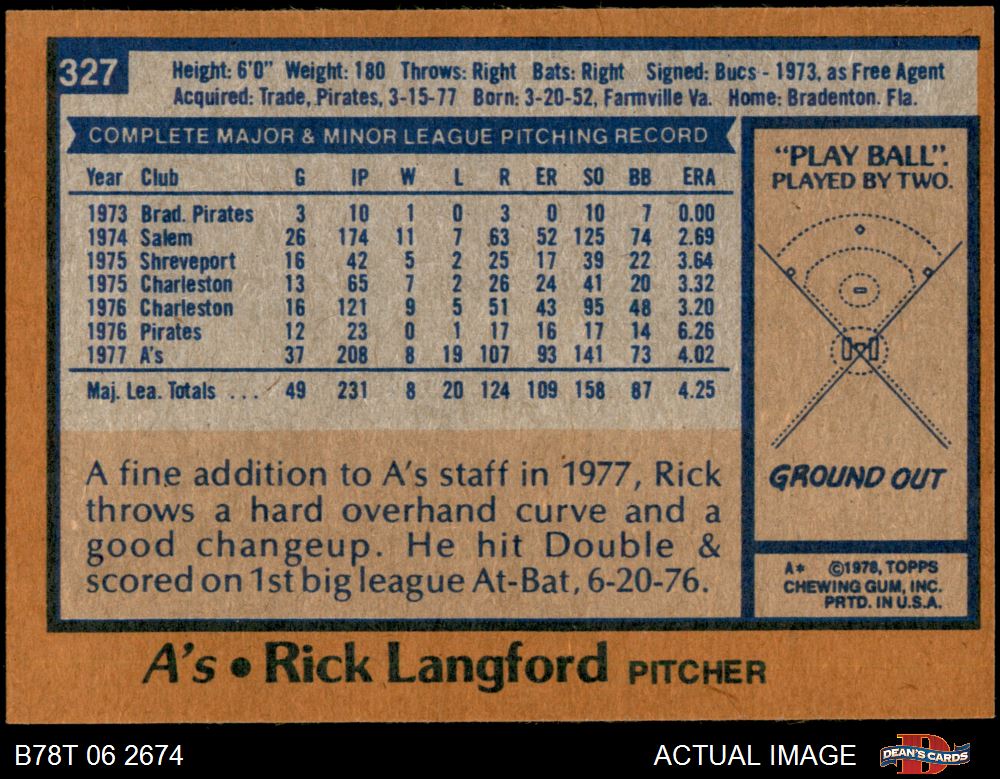 327
Height: 6'0" Weight: 180 Throws: Right Bats: Right Signed: Bucs - 1973, as Free Agent
Acquired: Trade, Pirates, 3-15-77 Born: 3-20-52, Farmville Va. Home: Bradenton. Fla.
COMPLETE MAJOR & MINOR LEAGUE PITCHING RECORD
Year Club G IP W L R ER SO BB ERA
1973 Brad. Pirates 3 10 1 0 3 0 10 7 0.00
1974 Salem 26 174 11 7 63 52 125 74 2.69
1975 Shreveport 16 42 5 2 25 17 39 22 3.64
1975 Charleston 13 65 7 2 26 24 41 20 3.32
1976 Charleston 16 121 9 5 51 43 95 48 3.20
1976 Pirates 12 23 0 1 17 16 17 14 6.26
1977 A's 37 208 8 19 107 93 141 73 4.02
Maj. Lea. Totals ... 49 231 8 20 124 109 158 87 4.25
A fine addition to A's staff in 1977, Rick
throws a hard overhand curve and a
good changeup. He hit Double &
scored on 1st big league At-Bat, 6-20-76.
"PLAY BALL".
PLAYED BY TWO.
GROUND OUT
A* ©1978, TOPPS
CHEWING GUM, INC.
PRTD. IN U.S.A.
A's • Rick Langford PITCHER
B78T 06 2674
ACTUAL IMAGE
DEAN'S CARDS